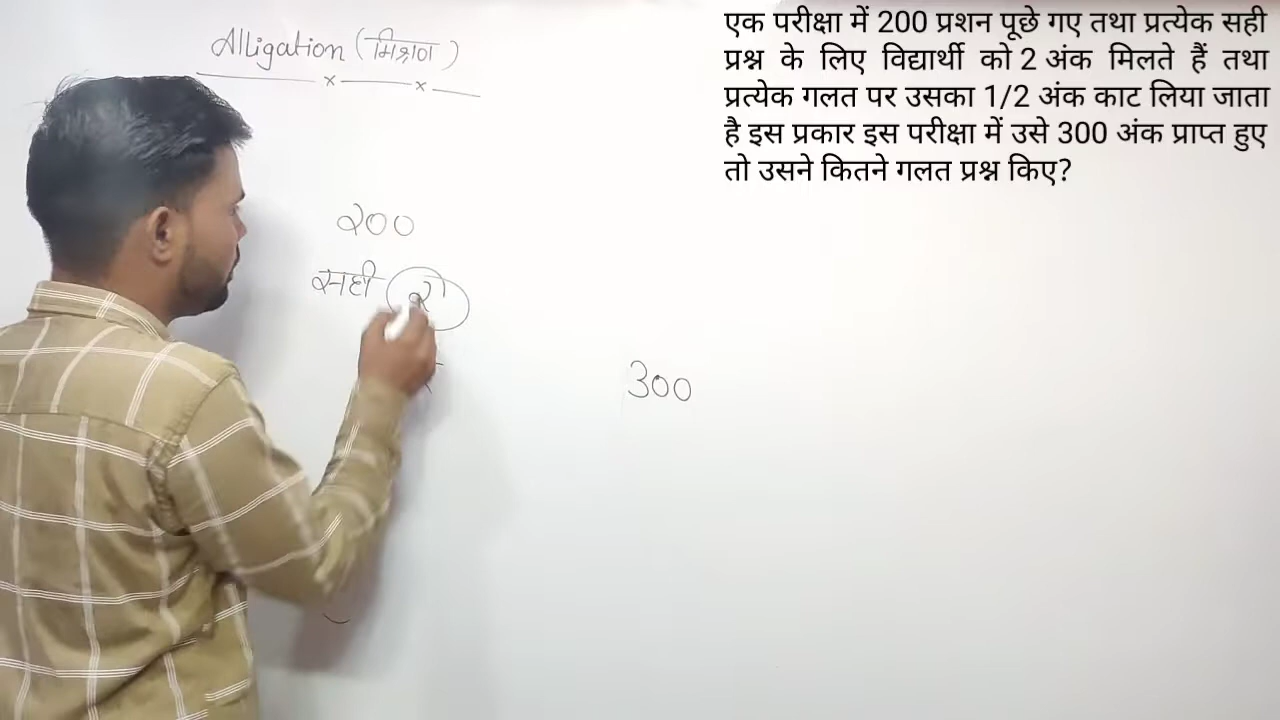 Alligation (मिश्रण)
एक परीक्षा में 200 प्रशन पूछे गए तथा प्रत्येक सही
प्रश्न के लिए विद्यार्थी को 2 अंक मिलते हैं तथा
प्रत्येक गलत पर उसका 1/2 अंक काट लिया जाता
है इस प्रकार इस परीक्षा में उसे 300 अंक प्राप्त हुए
तो उसने कितने गलत प्रश्न किए?
200
सही
300